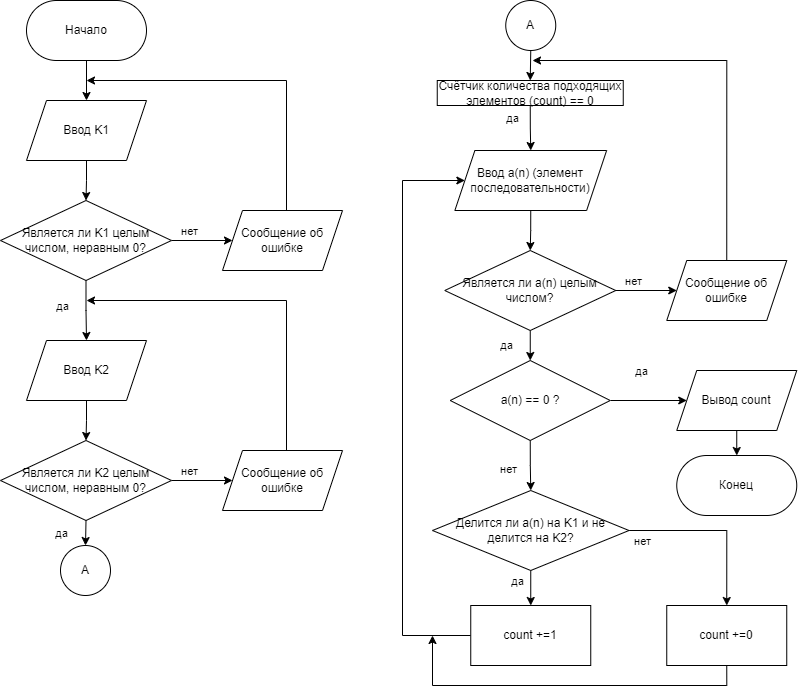 Начало
Ввод K1
Является ли K1 целым
числом, неравным 0?
нет
Сообщение об
ошибке
да
Ввод K2
Является ли K2 целым
числом, неравным 0?
нет
Сообщение об
ошибке
да
A
A
Счётчик количества подходящих
элементов (count) == 0
да
Ввод a(n) (элемент
последовательности)
Является ли a(n) целым
числом?
нет
Сообщение об
ошибке
да
a(n) == 0 ?
да
Вывод count
Конец
нет
Делится ли a(n) на K1 и не
делится на K2?
нет
да
count +=1
count +=0